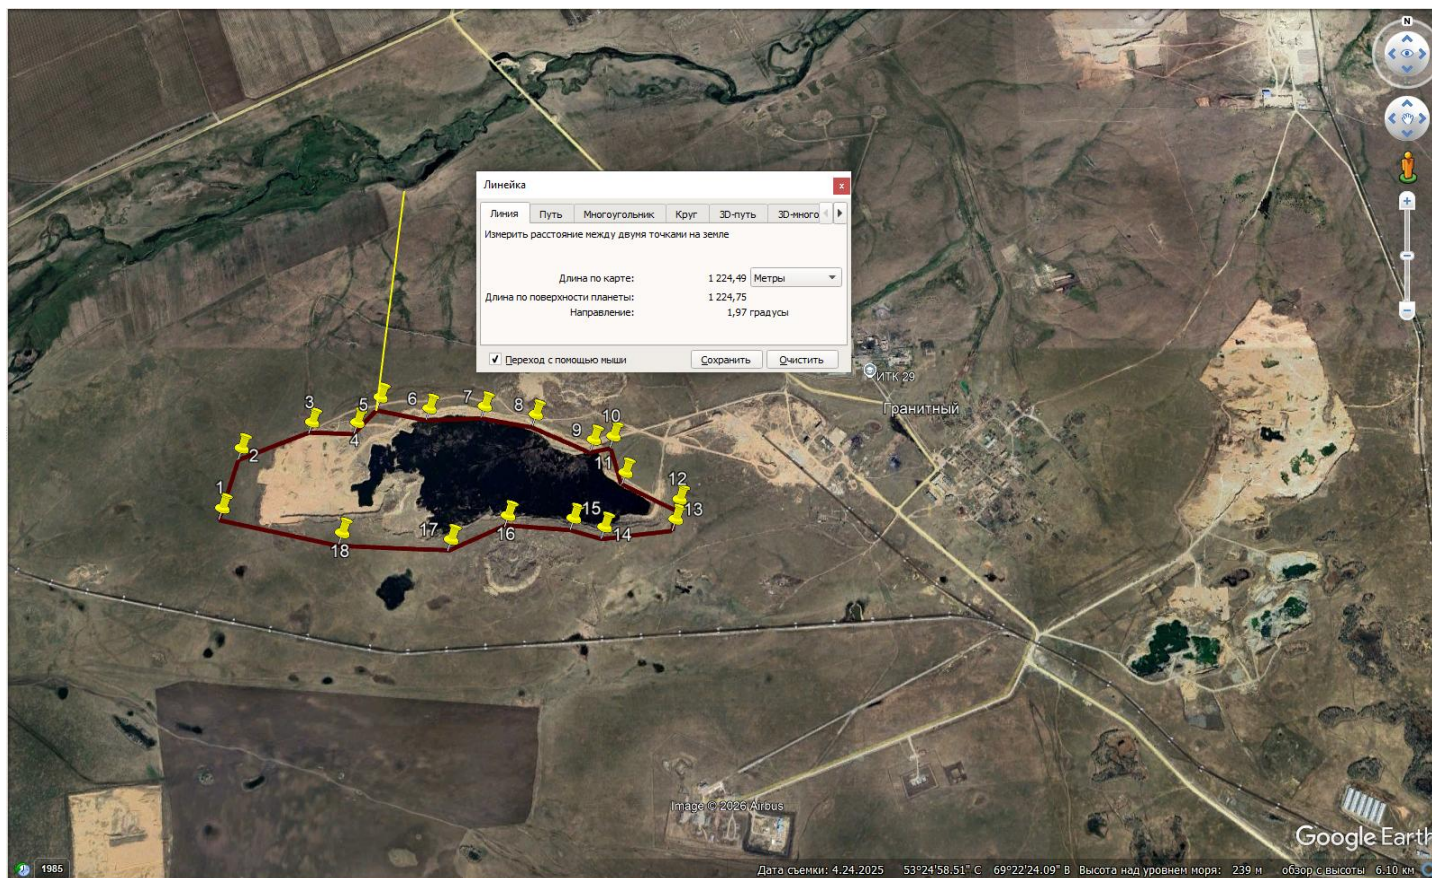 N
Линейка
x
Линия Путь Многоугольник Круг 3D-путь 3D-много
Измерить расстояние между двумя точками на земле
Длина по карте: 1 224,49 Метры
Длина по поверхности планеты: 1 224,75
Направление: 1,97 градусы
Переход с помощью мыши Сохранить Очистить
ИТК 29
Гранитный
3
5
6
7
8
10
9
4
2
11
12
1
15
13
17
16
14
18
Image © 2026 Airbus
Google Earth
1985
Дата съемки: 4.24.2025 53°24'58.51" С 69°22'24.09" В Высота над уровнем моря: 239 м обзор с высоты 6.10 км